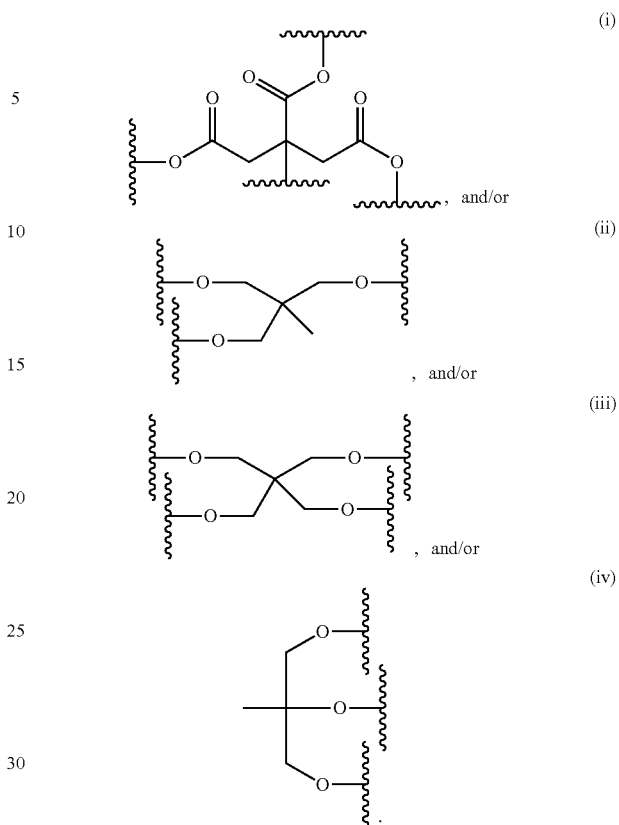 (i)
O
O
5
O
O
O
O
, and/or
10
(ii)
O
O
O
15
, and/or
(iii)
O
O
20
O
O
, and/or
(iv)
25
O
O
30
O
.